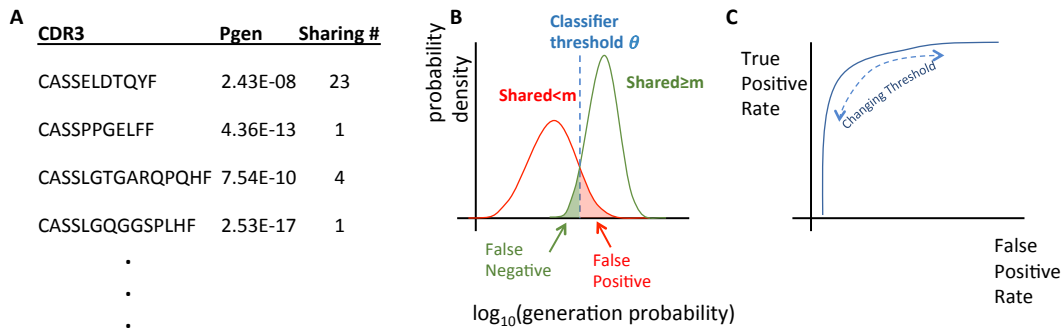 A
CDR3 Pgen Sharing #
CASSELDTQYF 2.43E-08 23
CASSPPGELFF 4.36E-13 1
CASSLGTGARQPQHF 7.54E-10 4
CASSLGQGGSPLHF 2.53E-17 1
.
.
.
B
Classifier
threshold θ
probability
density
Shared<m
Shared≥m
False
Negative
False
Positive
log10(generation probability)
C
True
Positive
Rate
Changing Threshold
False
Positive
Rate